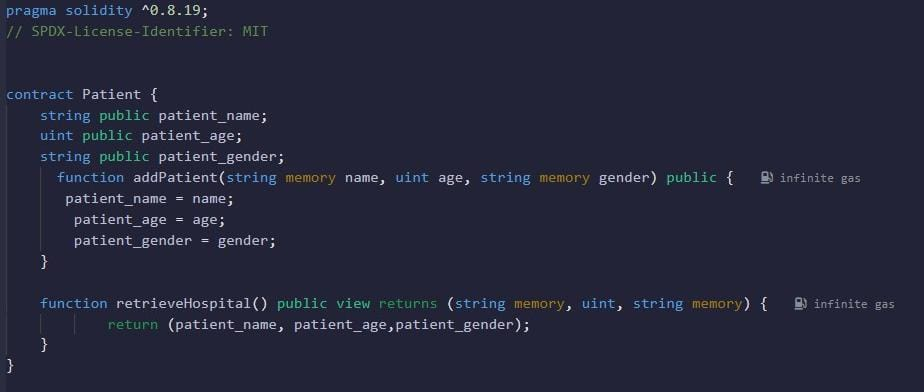 pragma solidity ^0.8.19;
// SPDX-License-Identifier: MIT
contract Patient {
string public patient_name;
uint public patient_age;
string public patient_gender;
function addPatient(string memory name, uint age, string memory gender) public { infinite gas
patient_name = name;
patient_age = age;
patient_gender = gender;
}
function retrieveHospital() public view returns (string memory, uint, string memory) { infinite gas
return (patient_name, patient_age,patient_gender);
}
}